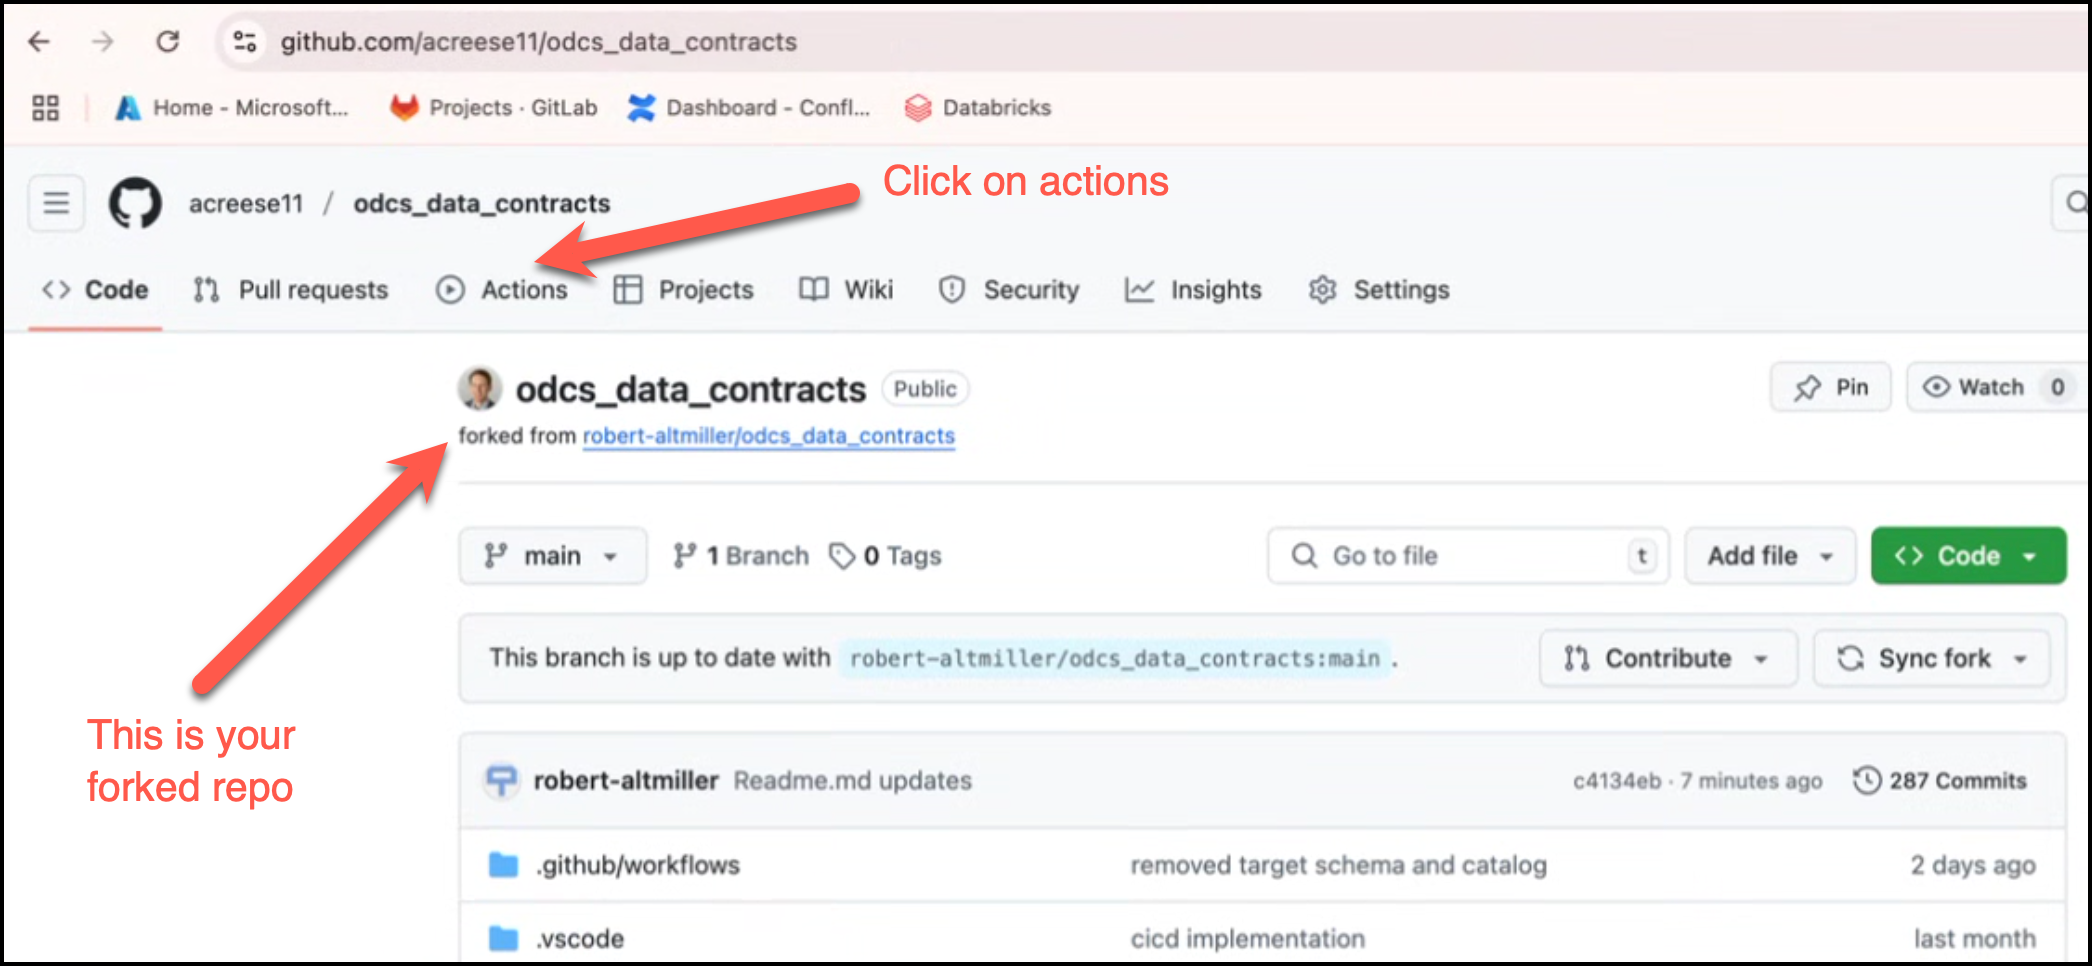 github.com/acreese11/odcs_data_contracts
Home - Microsoft... Projects · GitLab Dashboard - Confl... Databricks
Click on actions
acreese11 / odcs_data_contracts
Code Pull requests Actions Projects Wiki Security Insights Settings
odcs_data_contracts Public Pin Watch 0
forked from robert-altmiller/odcs_data_contracts
main 1 Branch 0 Tags Go to file t Add file Code
This branch is up to date with robert-altmiller/odcs_data_contracts:main . Contribute Sync fork
This is your
forked repo
robert-altmiller Readme.md updates c4134eb · 7 minutes ago 287 Commits
.github/workflows removed target schema and catalog 2 days ago
.vscode cicd implementation last month